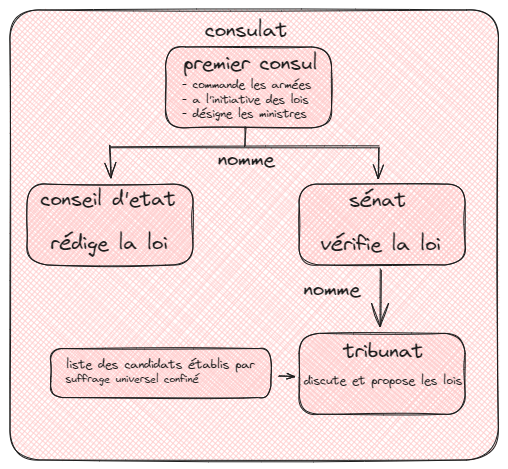 consulat
premier consul
- commande les armées
- a l'initiative des lois
- désigne les ministres
nomme
conseil d'etat
rédige la loi
sénat
vérifie la loi
nomme
tribunat
discute et propose les lois
liste des candidats établis par
suffrage universel confiné